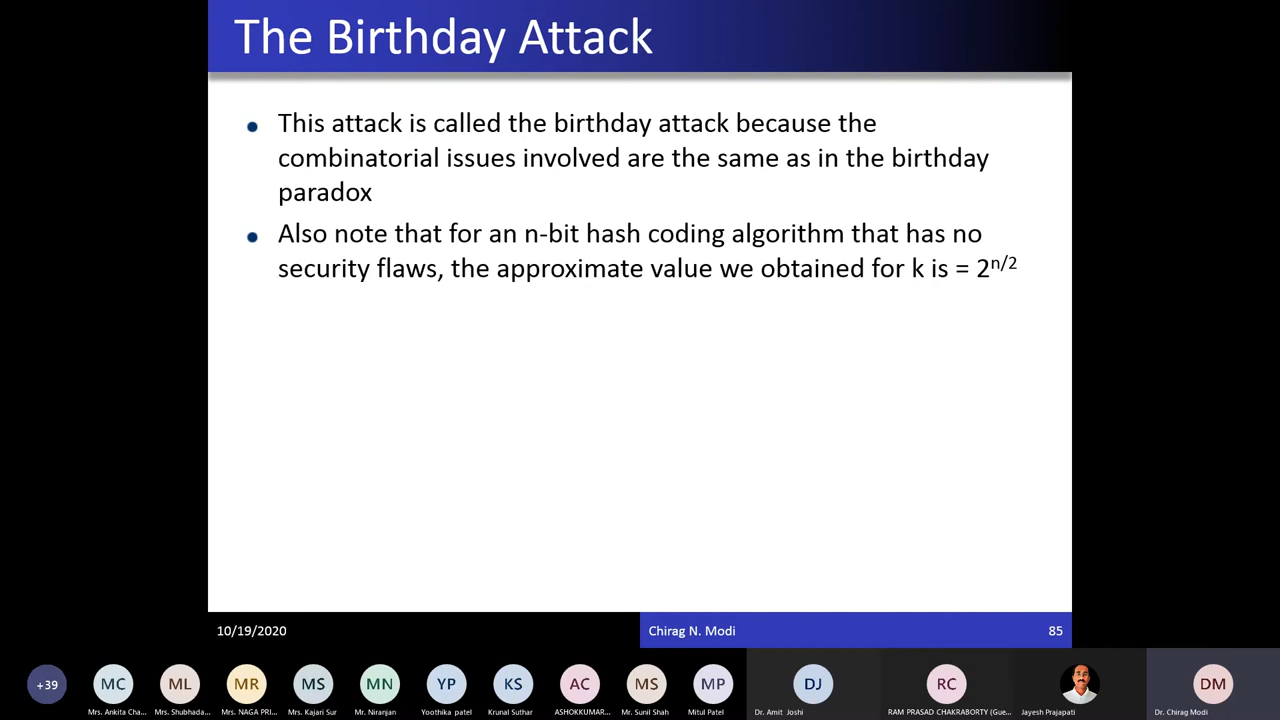 The Birthday Attack
This attack is called the birthday attack because the
combinatorial issues involved are the same as in the birthday
paradox
Also note that for an n-bit hash coding algorithm that has no
security flaws, the approximate value we obtained for k is = 2^{n/2}
10/19/2020
Chirag N. Modi
85
+39
MC
ML
MR
MS
MN
YP
KS
AC
MS
MP
DJ
RC
DM
Mrs. Ankita Cha...
Mrs. Shubhada...
Mrs. NAGA PRI...
Mrs. Kajari Sur
Mr. Niranjan
Yoothika patel
Krunal Suthar
ASHOKKUMAR...
Mr. Sunil Shah
Mitul Patel
Dr. Amit Joshi
RAM PRASAD CHAKRABORTY (Gue...
Jayesh Prajapati
Dr. Chirag Modi